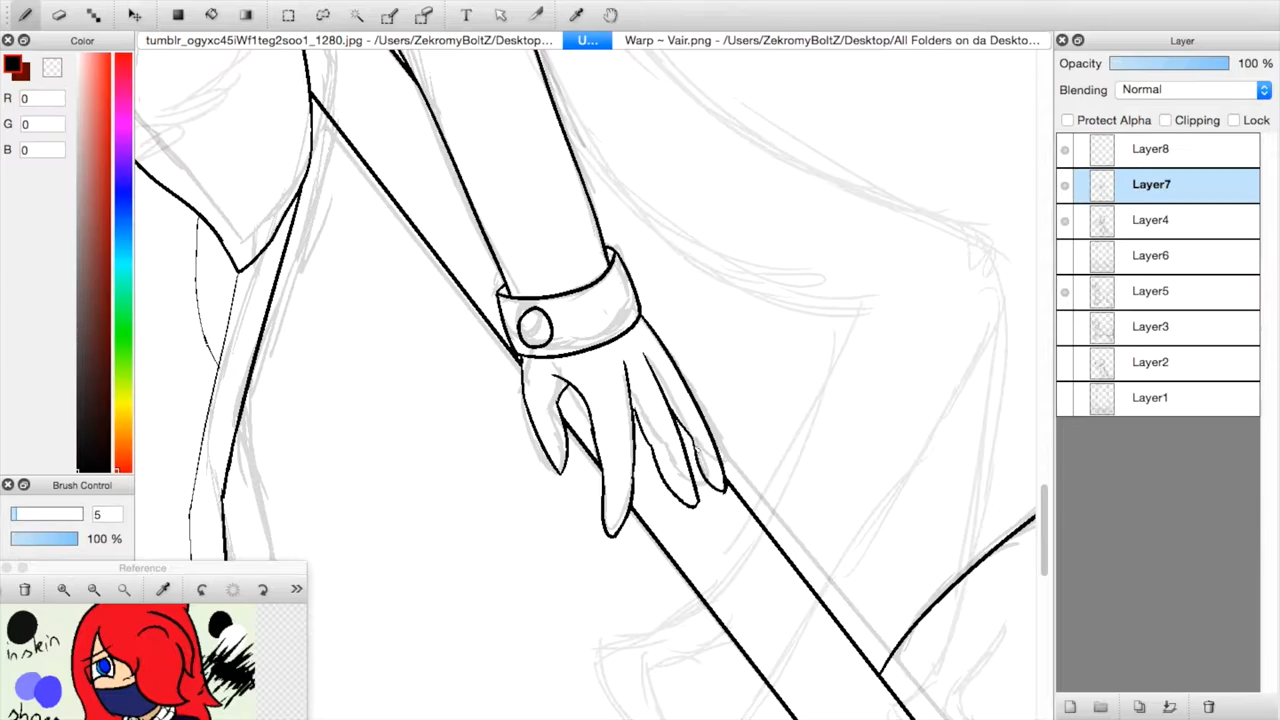 T
Color
tumblr_ogyxc45iWf1teg2soo1_1280.jpg - /Users/ZekromyBoltZ/Desktop...
U...
Warp ~ Vair.png - /Users/ZekromyBoltZ/Desktop/All Folders on da Deskto...
Layer
R 0
G 0
B 0
Opacity 100 %
Blending Normal
Protect Alpha Clipping Lock
Layer8
Layer7
Layer4
Layer6
Layer5
Layer3
Layer2
Layer1
Brush Control
5
100 %
Reference
>>
skin